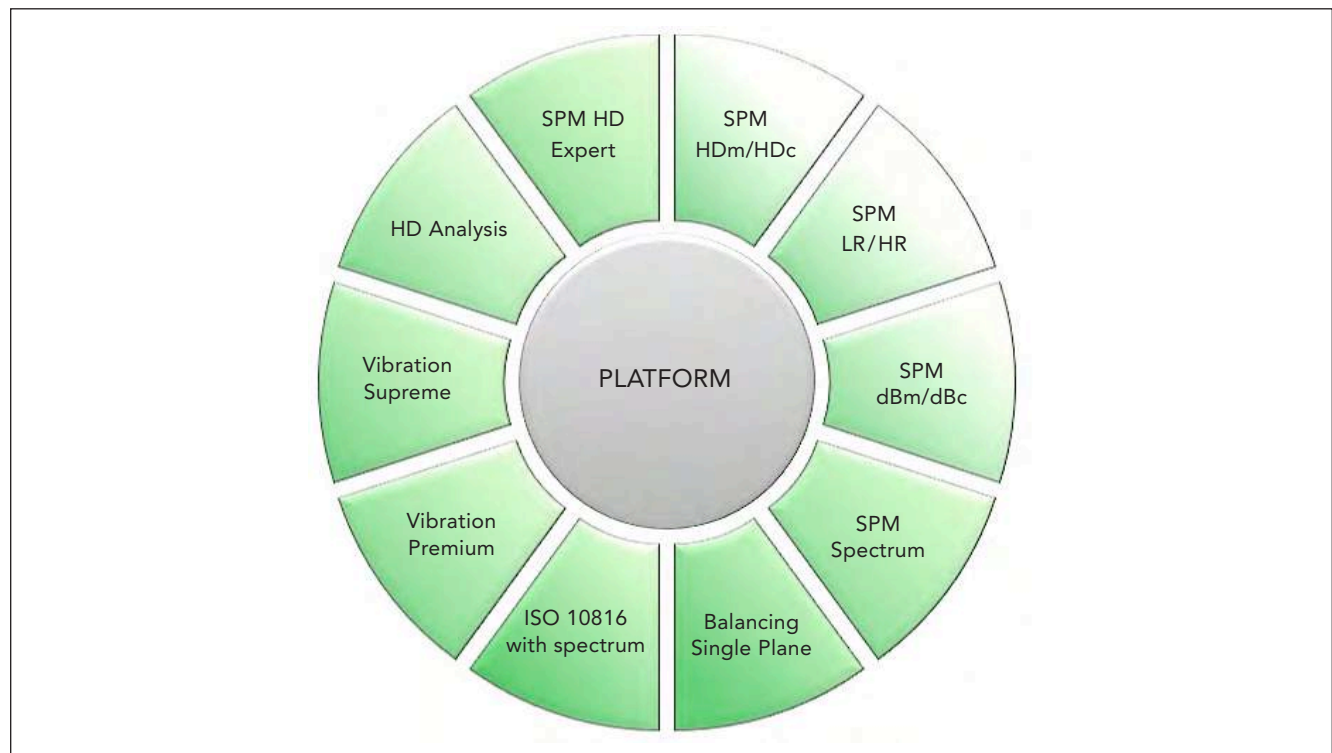 SPM HD
Expert
SPM
HDm/HDc
SPM
LR/HR
SPM
dBm/dBc
SPM
Spectrum
Balancing
Single Plane
ISO 10816
with spectrum
Vibration
Premium
Vibration
Supreme
HD Analysis
PLATFORM